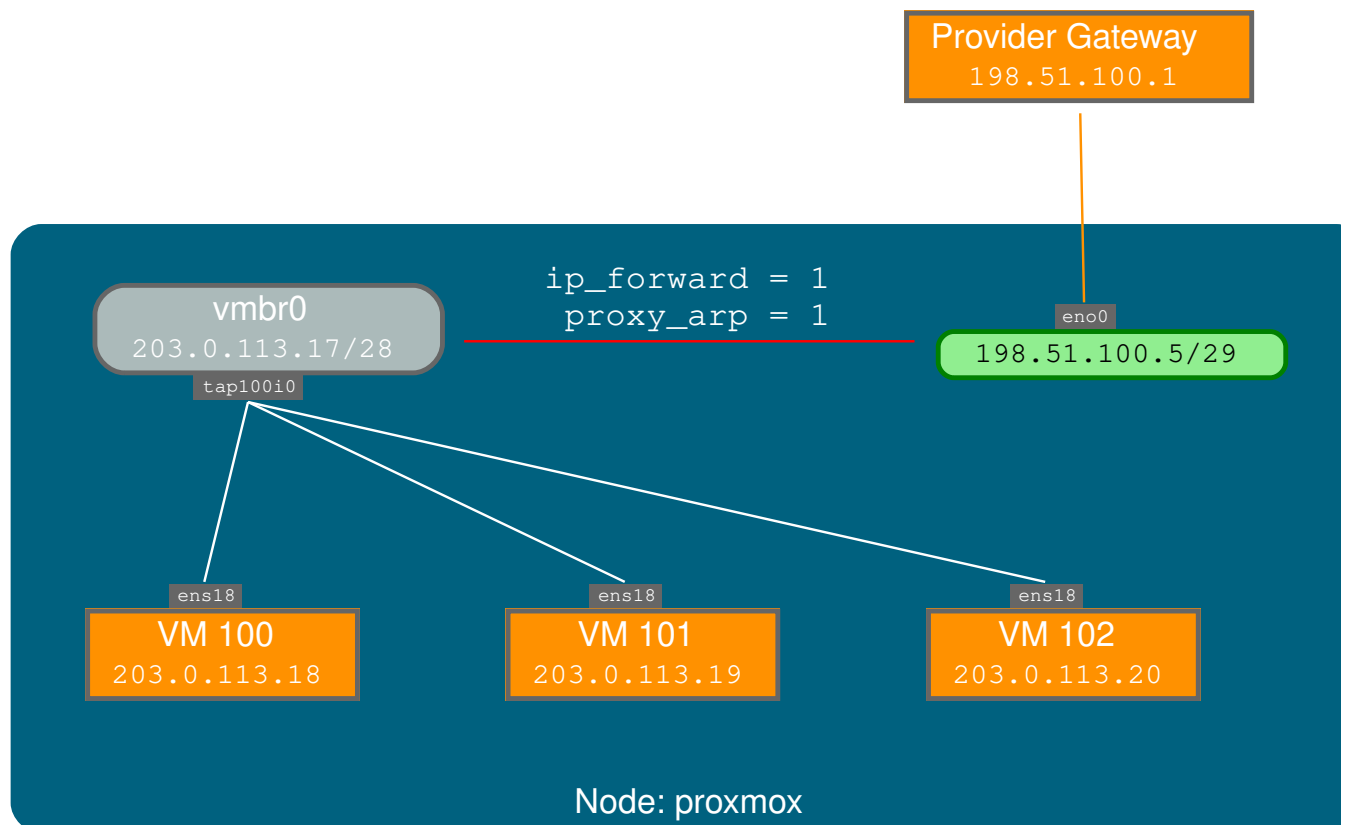 Provider Gateway
198.51.100.1
ip_forward = 1
proxy_arp = 1
vmbr0
203.0.113.17/28
tap100i0
eno0
198.51.100.5/29
ens18
VM 100
203.0.113.18
ens18
VM 101
203.0.113.19
ens18
VM 102
203.0.113.20
Node: proxmox